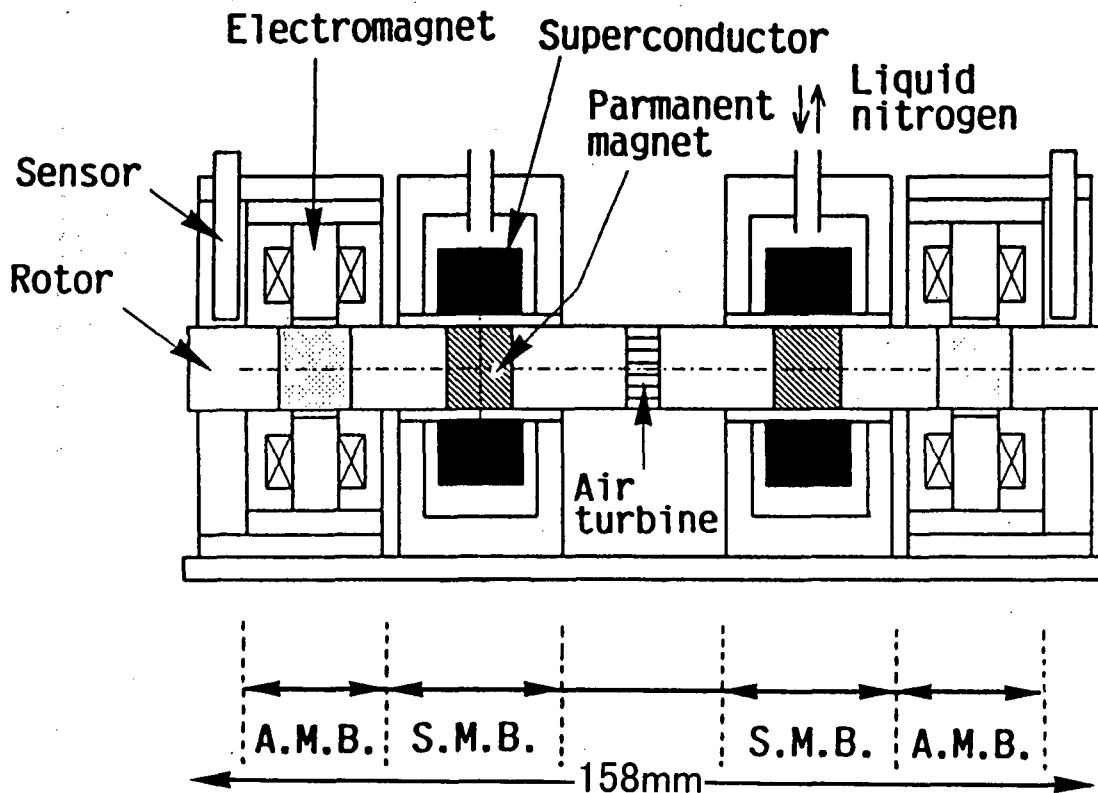 Electromagnet
Superconductor
Parmanent
magnet
Liquid
nitrogen
Sensor
Rotor
Air
turbine
A.M.B.
S.M.B.
S.M.B.
A.M.B.
158mm